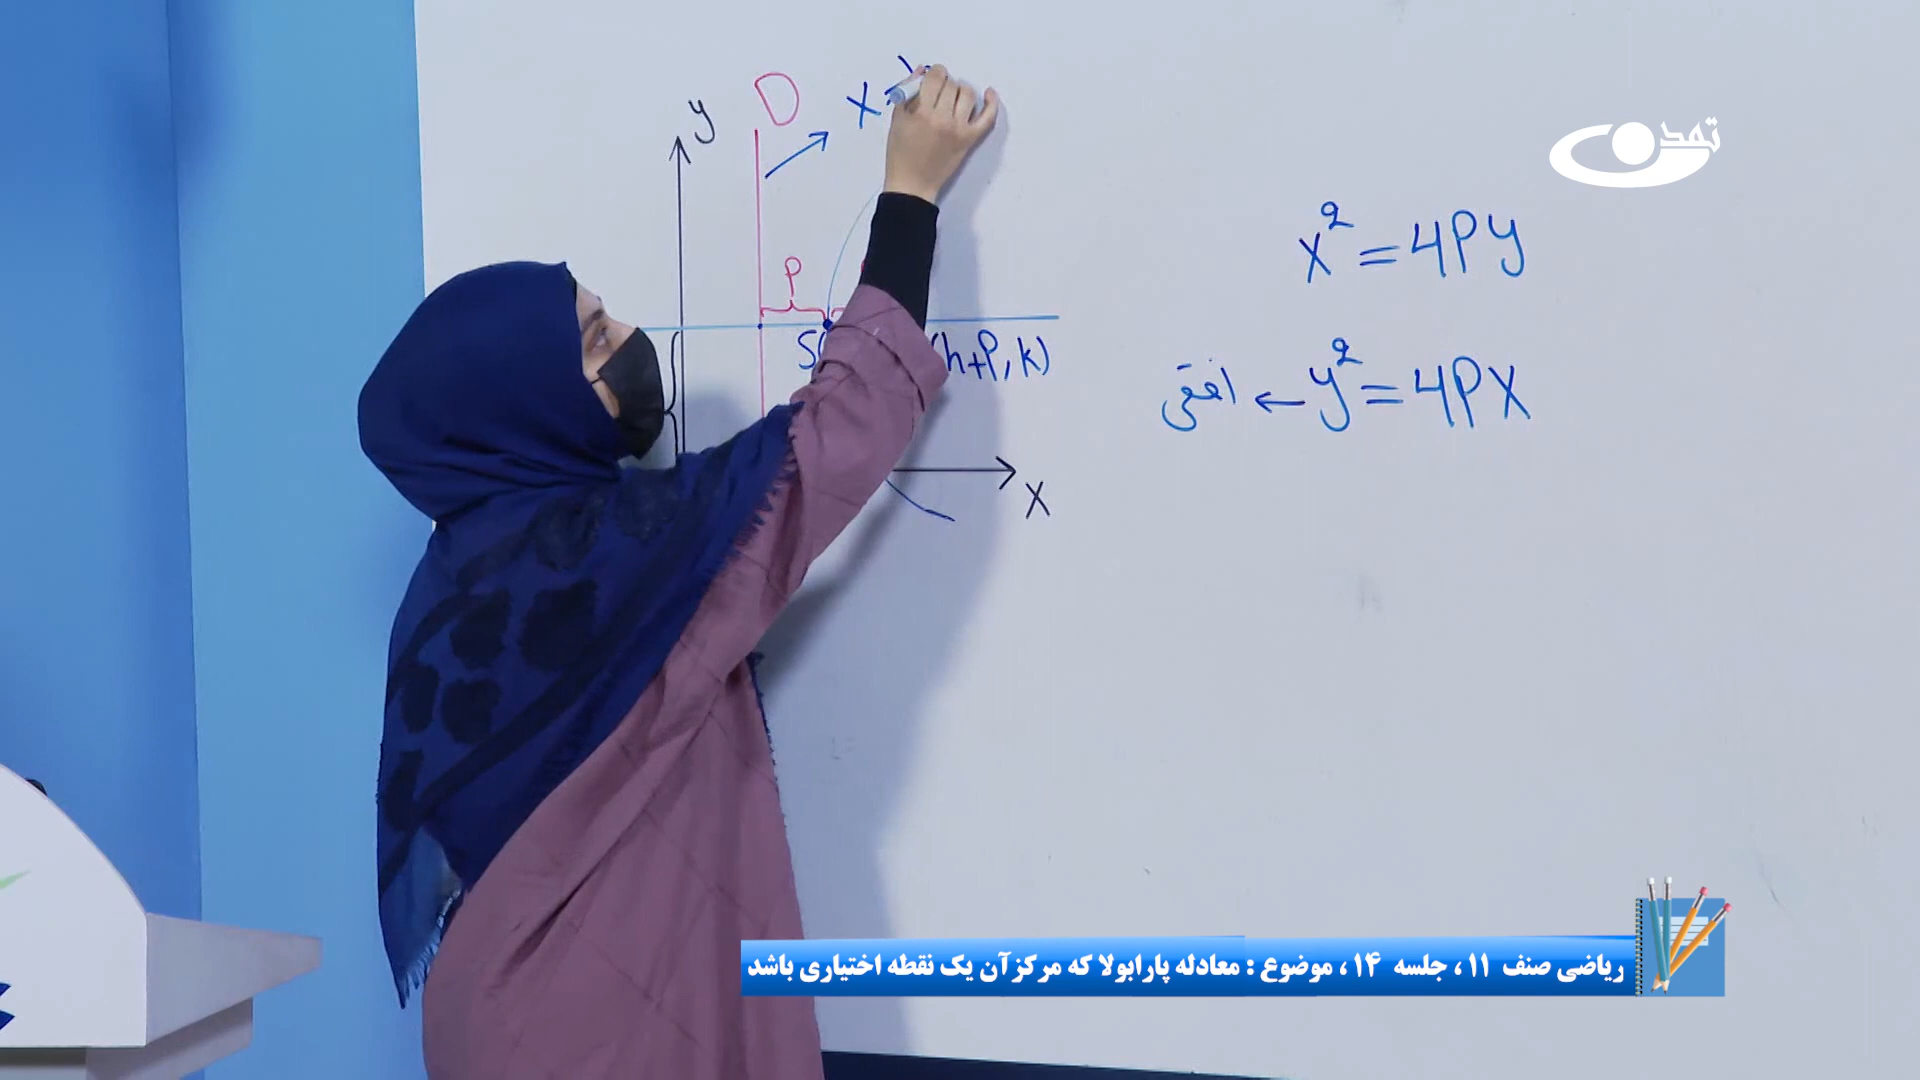 تمدن
D
y
x =
x² = 4Py
P
S(
(h+P, k)
y² = 4Px ← افقی
x
ریاضی صنف ۱۱ ، جلسه ۱۴ ، موضوع : معادله پارابولا که مرکز آن یک نقطه اختیاری باشد